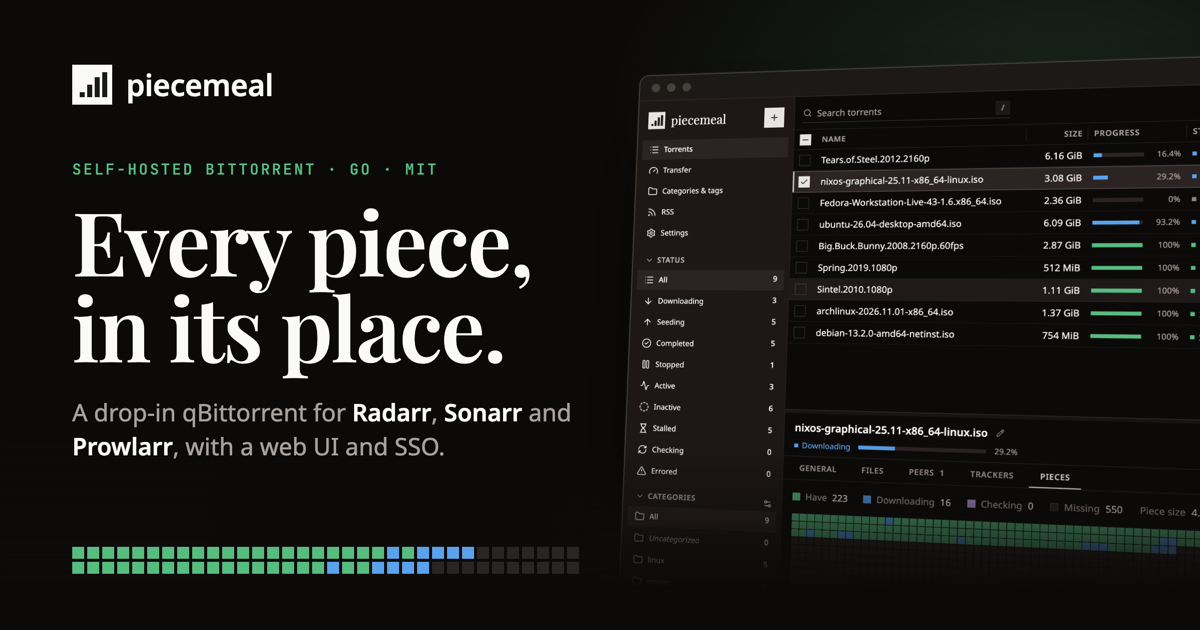 piecemeal
SELF-HOSTED BITTORRENT · GO · MIT
Every piece,
in its place.
A drop-in qBittorrent for Radarr, Sonarr and
Prowlarr, with a web UI and SSO.
piecemeal
+
Torrents
Transfer
Categories & tags
RSS
Settings
STATUS
All 9
Downloading 3
Seeding 5
Completed 5
Stopped 1
Active 3
Inactive 6
Stalled 5
Checking 0
Errored 0
CATEGORIES
All 9
Uncategorized 0
linux 5
Search torrents /
NAME SIZE PROGRESS
Tears.of.Steel.2012.2160p 6.16 GiB 16.4%
nixos-graphical-25.11-x86_64-linux.iso 3.08 GiB 29.2%
Fedora-Workstation-Live-43-1.6.x86_64.iso 2.36 GiB 0%
ubuntu-26.04-desktop-amd64.iso 6.09 GiB 93.2%
Big.Buck.Bunny.2008.2160p.60fps 2.87 GiB 100%
Spring.2019.1080p 512 MiB 100%
Sintel.2010.1080p 1.11 GiB 100%
archlinux-2026.11.01-x86_64.iso 1.37 GiB 100%
debian-13.2.0-amd64-netinst.iso 754 MiB 100%
nixos-graphical-25.11-x86_64-linux.iso
Downloading 29.2%
GENERAL FILES PEERS 1 TRACKERS PIECES
Have 223 Downloading 16 Checking 0 Missing 550 Piece size